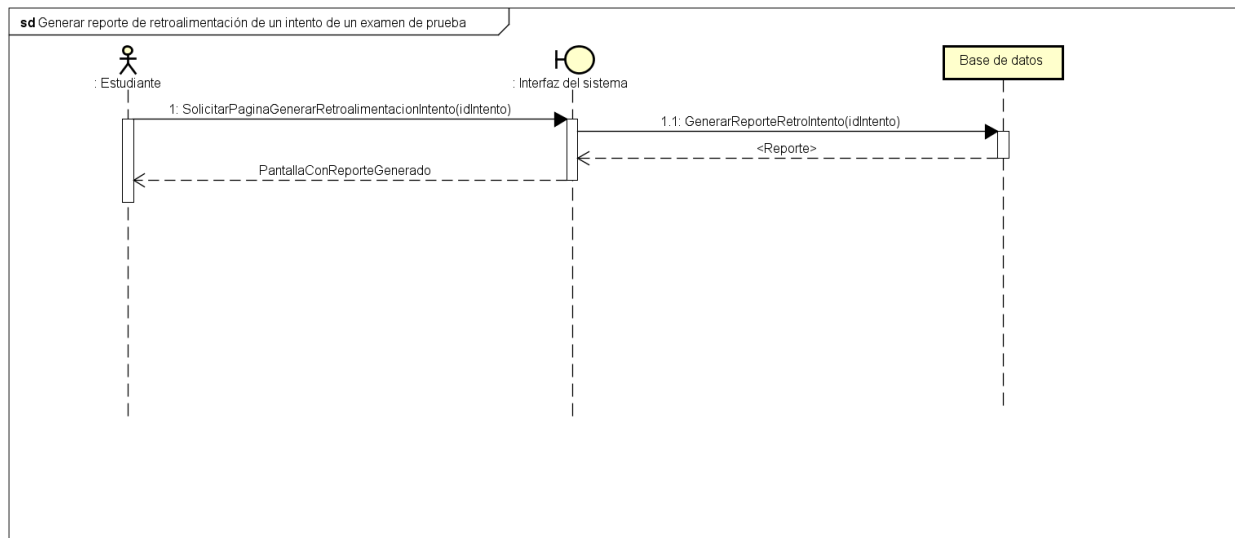 sd Generar reporte de retroalimentación de un intento de un examen de prueba
: Estudiante
: Interfaz del sistema
Base de datos
1: SolicitarPaginaGenerarRetroalimentacionIntento(idIntento)
1.1: GenerarReporteRetroIntento(idIntento)
<Reporte>
PantallaConReporteGenerado